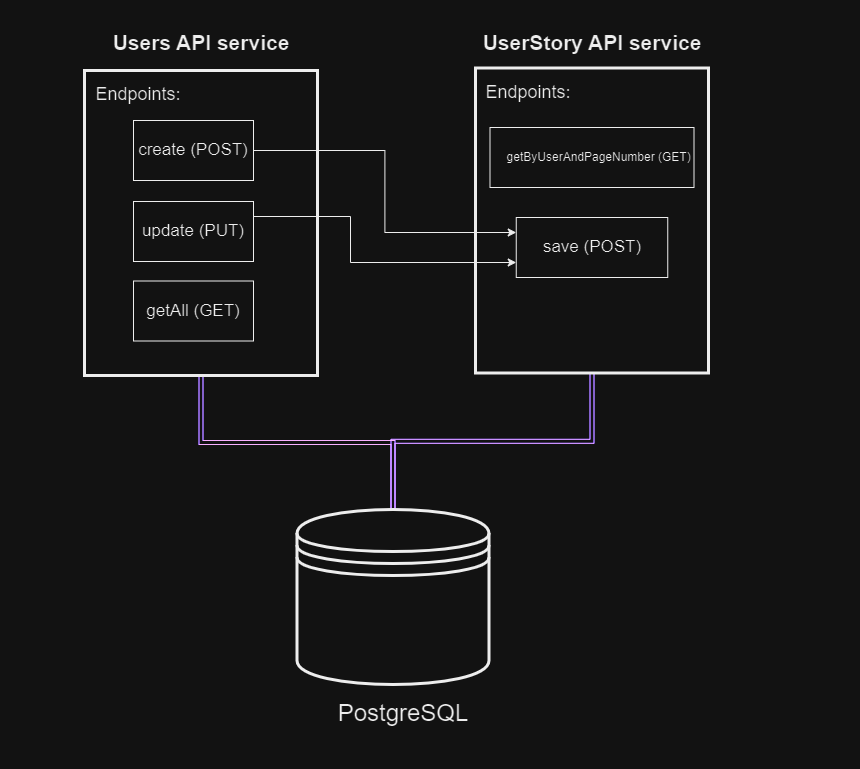 Users API service
Endpoints:
create (POST)
update (PUT)
getAll (GET)
UserStory API service
Endpoints:
getByUserAndPageNumber (GET)
save (POST)
PostgreSQL